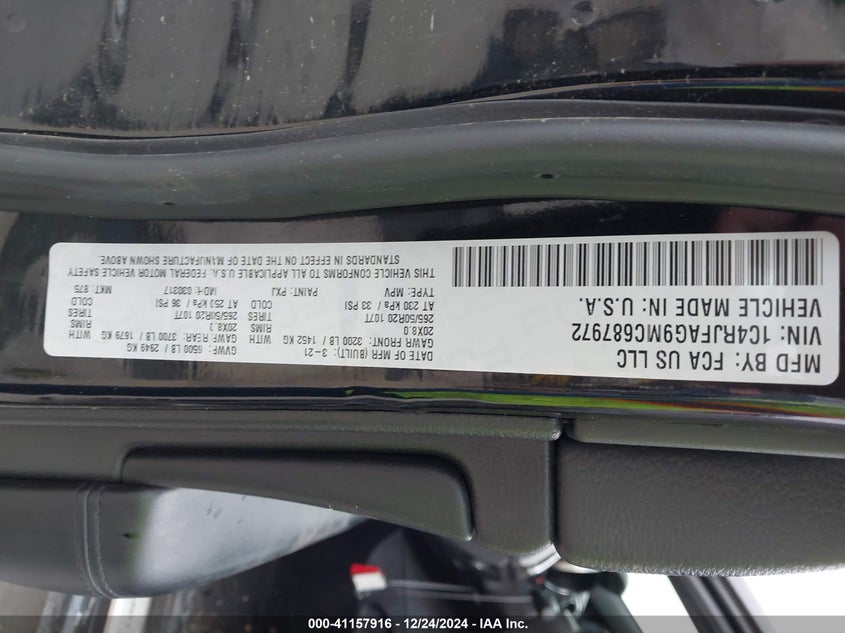 MFD BY: FCA US LLC
VIN: 1C4RJFAG9MC687972
VEHICLE MADE IN: U.S.A.
DATE OF MFR (BUILT): 3-21
GVWR: 6500 LB / 2949 KG
GAWR FRONT: 3200 LB / 1452 KG WITH
GAWR REAR: 3700 LB / 1679 KG WITH
20X8.0 RIMS
20X8.0 RIMS
265/50R20 107T TIRES
265/50R20 107T TIRES
AT 230 kPa / 33 PSI COLD
AT 250 kPa / 36 PSI COLD
TYPE: MPV
PAINT: PXJ
MD#: 030317
MKT: 875
THIS VEHICLE CONFORMS TO ALL APPLICABLE U.S.A. FEDERAL MOTOR VEHICLE SAFETY
STANDARDS IN EFFECT ON THE DATE OF MANUFACTURE SHOWN ABOVE.
000-41157916 - 12/24/2024 - IAA Inc.